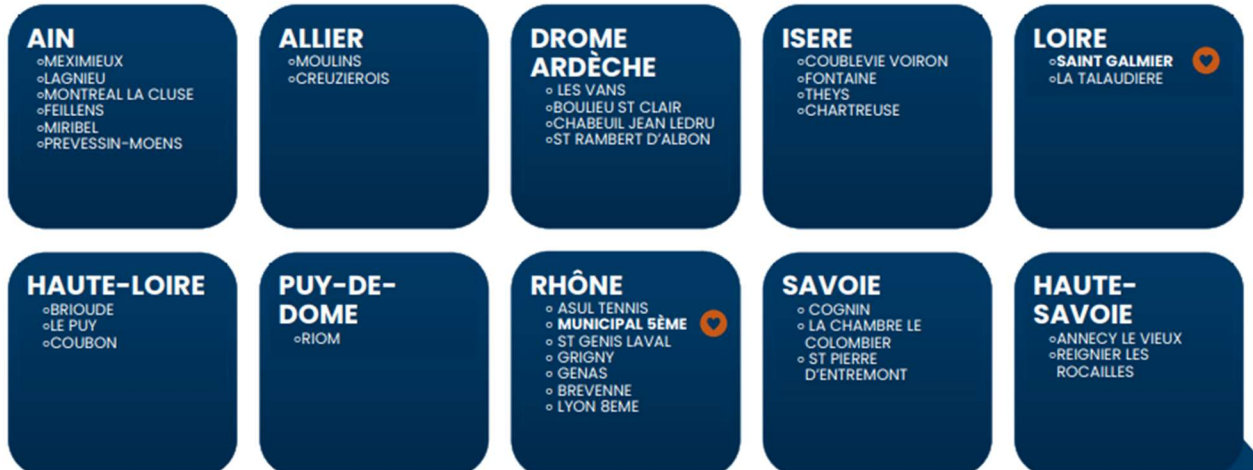 AIN
◦MEXIMIEUX
◦LAGNIEU
◦MONTREAL LA CLUSE
◦FEILLENS
◦MIRIBEL
◦PREVESSIN-MOENS
ALLIER
◦MOULINS
◦CREUZIEROIS
DROME
ARDÈCHE
◦ LES VANS
◦BOULIEU ST CLAIR
◦CHABEUIL JEAN LEDRU
◦ST RAMBERT D'ALBON
ISERE
◦COUBLEVIE VOIRON
◦FONTAINE
◦THEYS
◦CHARTREUSE
LOIRE
◦SAINT GALMIER
◦LA TALAUDIERE
HAUTE-LOIRE
◦BRIOUDE
◦LE PUY
◦COUBON
PUY-DE-
DOME
◦RIOM
RHÔNE
◦ ASUL TENNIS
◦ MUNICIPAL 5ÈME
◦ ST GENIS LAVAL
◦ GRIGNY
◦ GENAS
◦ BREVENNE
◦ LYON 8EME
SAVOIE
◦ COGNIN
◦ LA CHAMBRE LE
COLOMBIER
◦ ST PIERRE
D'ENTREMONT
HAUTE-
SAVOIE
◦ANNECY LE VIEUX
◦REIGNIER LES
ROCAILLES